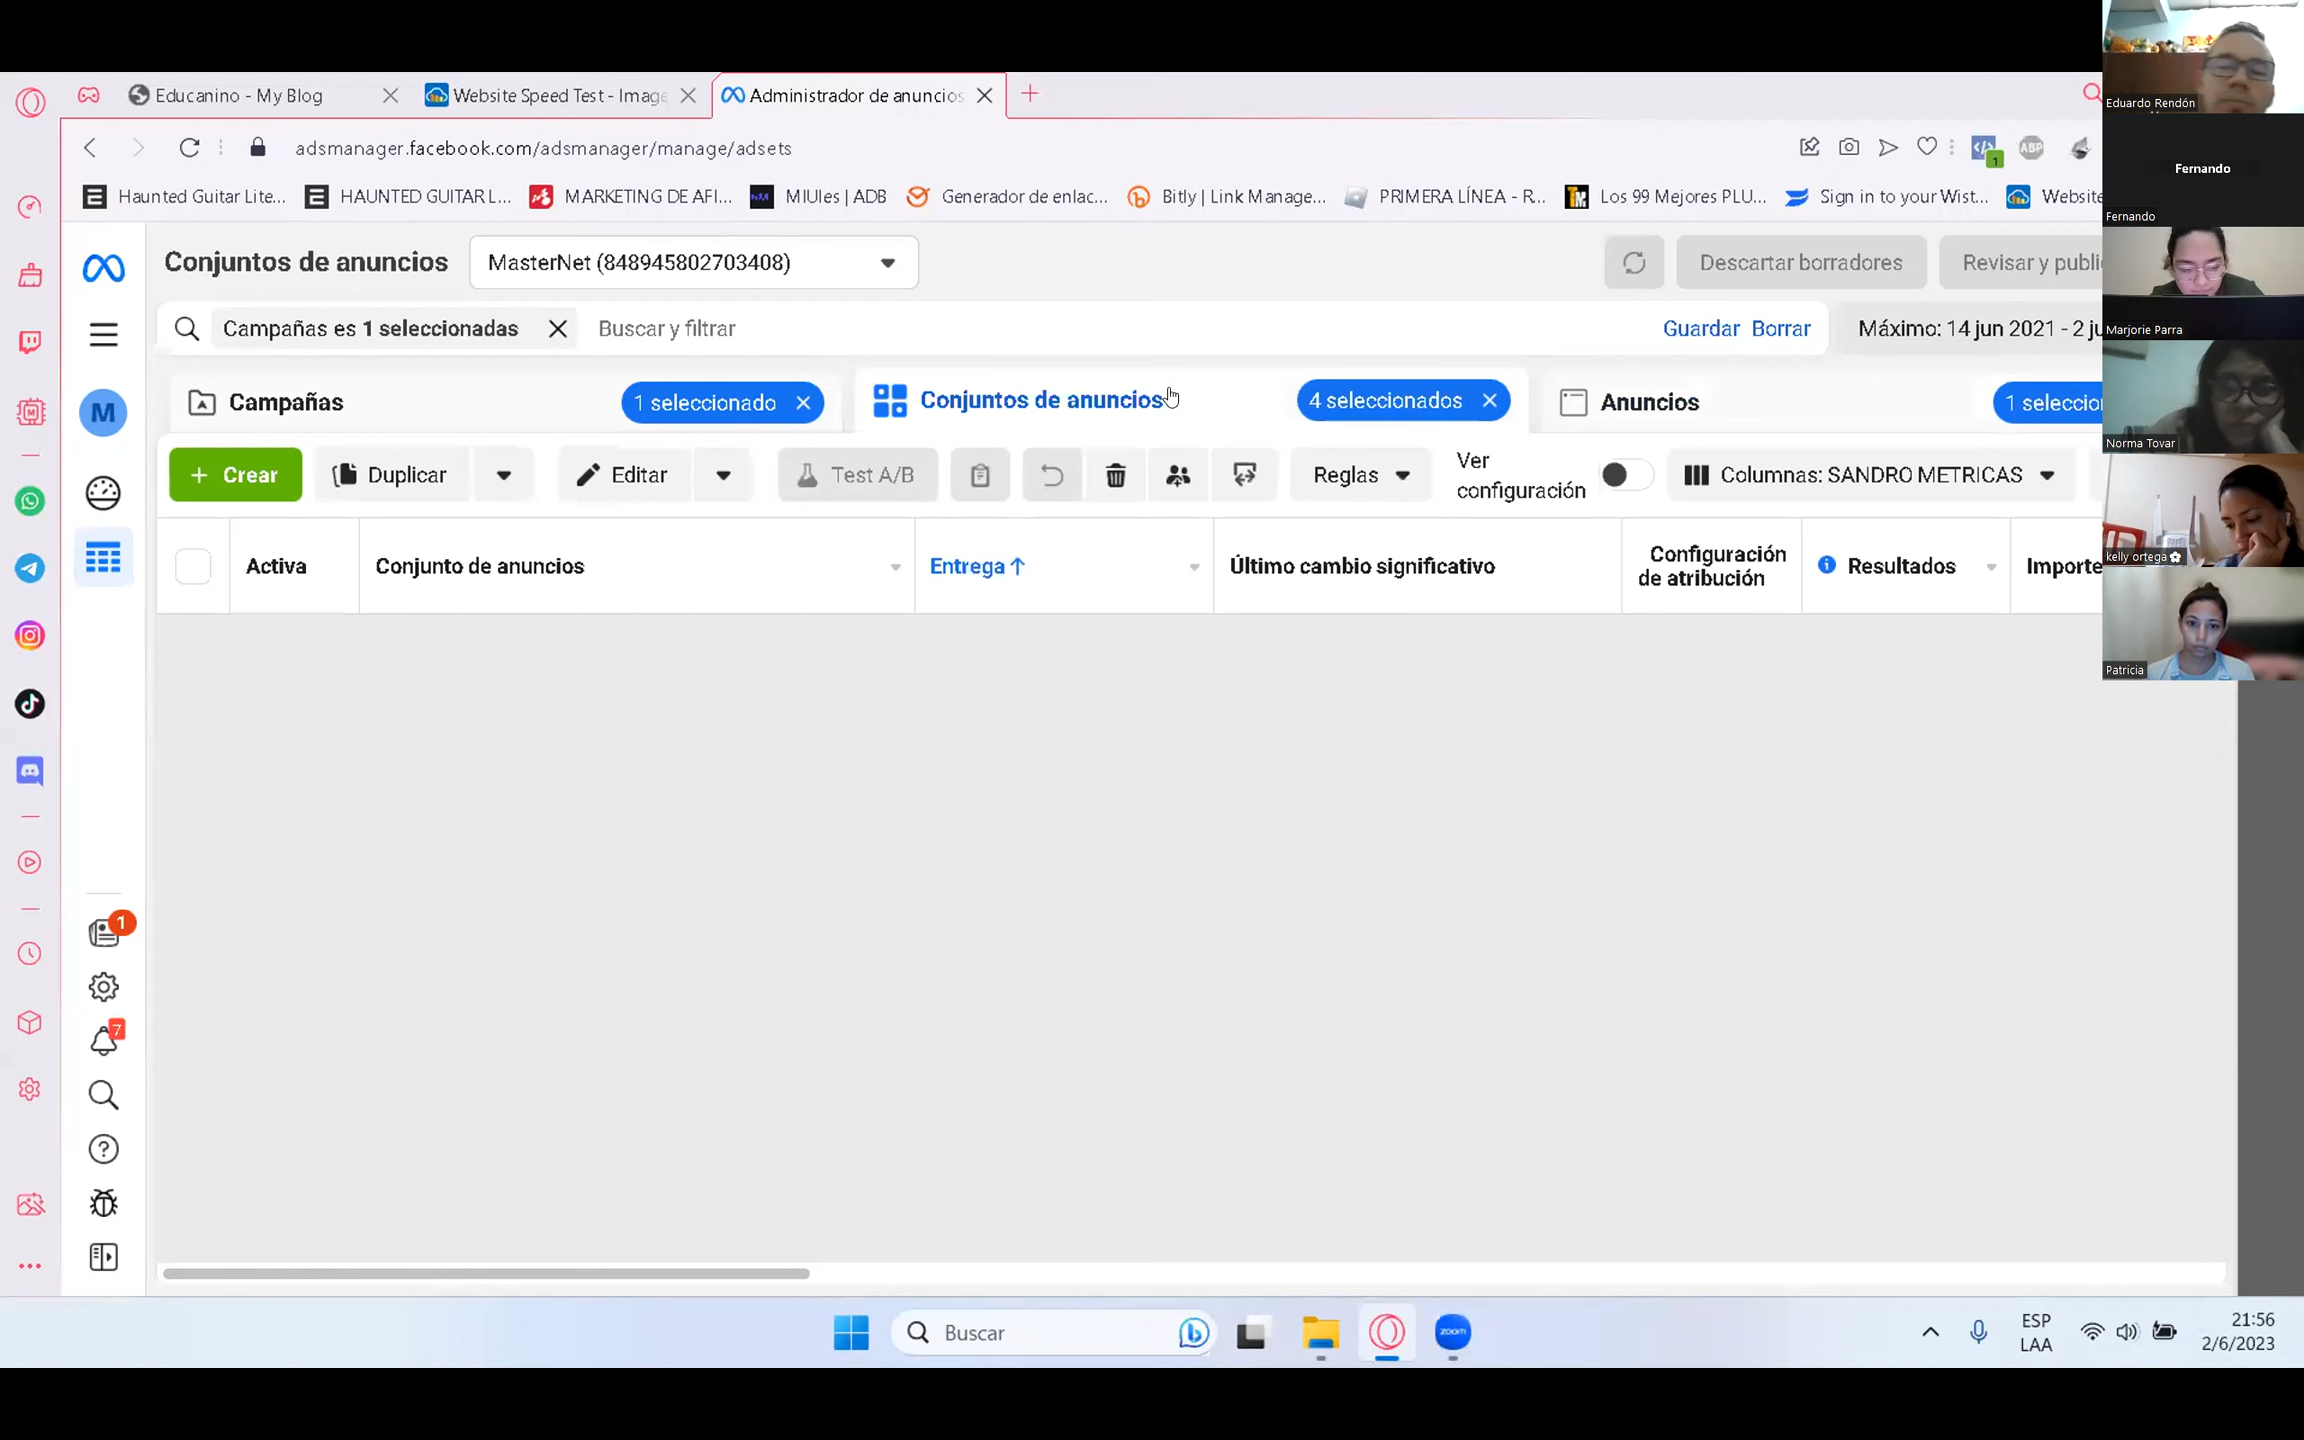 Educanino - My Blog
Website Speed Test - Image
Administrador de anuncios
adsmanager.facebook.com/adsmanager/manage/adsets
ABP
1
Haunted Guitar Lite...
HAUNTED GUITAR L...
MARKETING DE AFI...
MIUles | ADB
Generador de enlac...
Bitly | Link Manage...
PRIMERA LÍNEA - R...
Los 99 Mejores PLU...
Sign in to your Wist...
Conjuntos de anuncios
MasterNet (848945802703408)
Descartar borradores
Revisar y publi
Campañas es 1 seleccionadas
Buscar y filtrar
Guardar Borrar
Máximo: 14 jun 2021 - 2 ju
M
Campañas
1 seleccionado
Conjuntos de anuncios
4 seleccionados
Anuncios
1 seleccio
+ Crear
Duplicar
Editar
Test A/B
Reglas
Ver
configuración
Columnas: SANDRO METRICAS
Activa
Conjunto de anuncios
Entrega ↑
Último cambio significativo
Configuración
de atribución
Resultados
Importe
1
7
Eduardo Rendón
Fernando
Fernando
Marjorie Parra
Norma Tovar
kelly ortega
Patricia
Buscar
zoom
ESP
LAA
21:56
2/6/2023